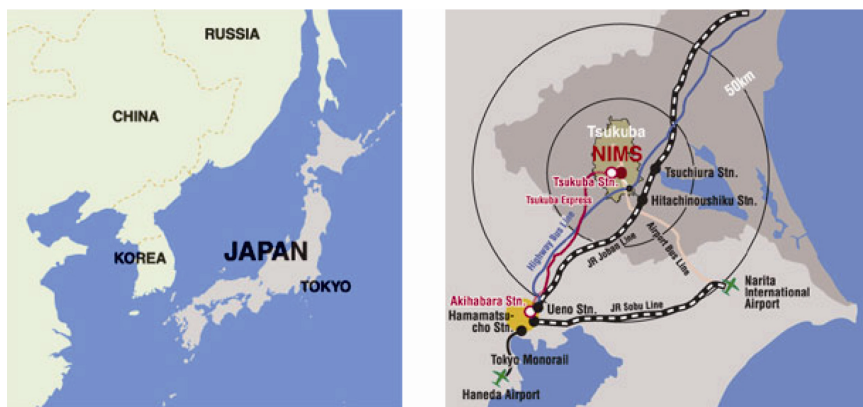 RUSSIA
CHINA
KOREA
JAPAN
TOKYO
50km
Tsukuba
NIMS
Tsukuba Stn.
Tsuchiura Stn.
Tsukuba Express
Hitachinoushiku Stn.
Highway Bus Line
JR Joban Line
Airport Bus Line
Narita
International
Airport
Akihabara Stn.
Ueno Stn.
JR Sobu Line
Hamamatsu-
cho Stn.
Tokyo Monorail
Haneda Airport